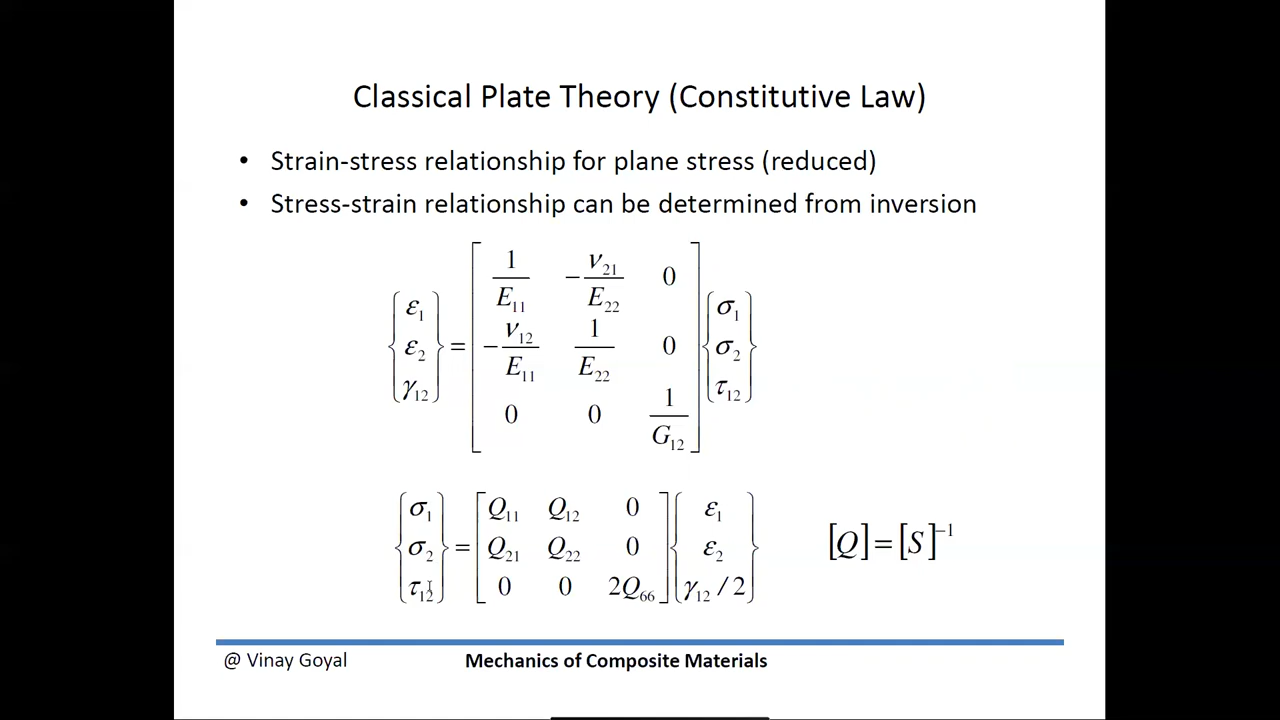 Classical Plate Theory (Constitutive Law)
• Strain-stress relationship for plane stress (reduced)
• Stress-strain relationship can be determined from inversion
{ε₁ ε₂ γ₁₂} = [1/E₁₁ −ν₂₁/E₂₂ 0; −ν₁₂/E₁₁ 1/E₂₂ 0; 0 0 1/G₁₂] {σ₁ σ₂ τ₁₂}
{σ₁ σ₂ τ₁₂} = [Q₁₁ Q₁₂ 0; Q₂₁ Q₂₂ 0; 0 0 2Q₆₆] {ε₁ ε₂ γ₁₂/2} [Q]=[S]⁻¹
@ Vinay Goyal Mechanics of Composite Materials